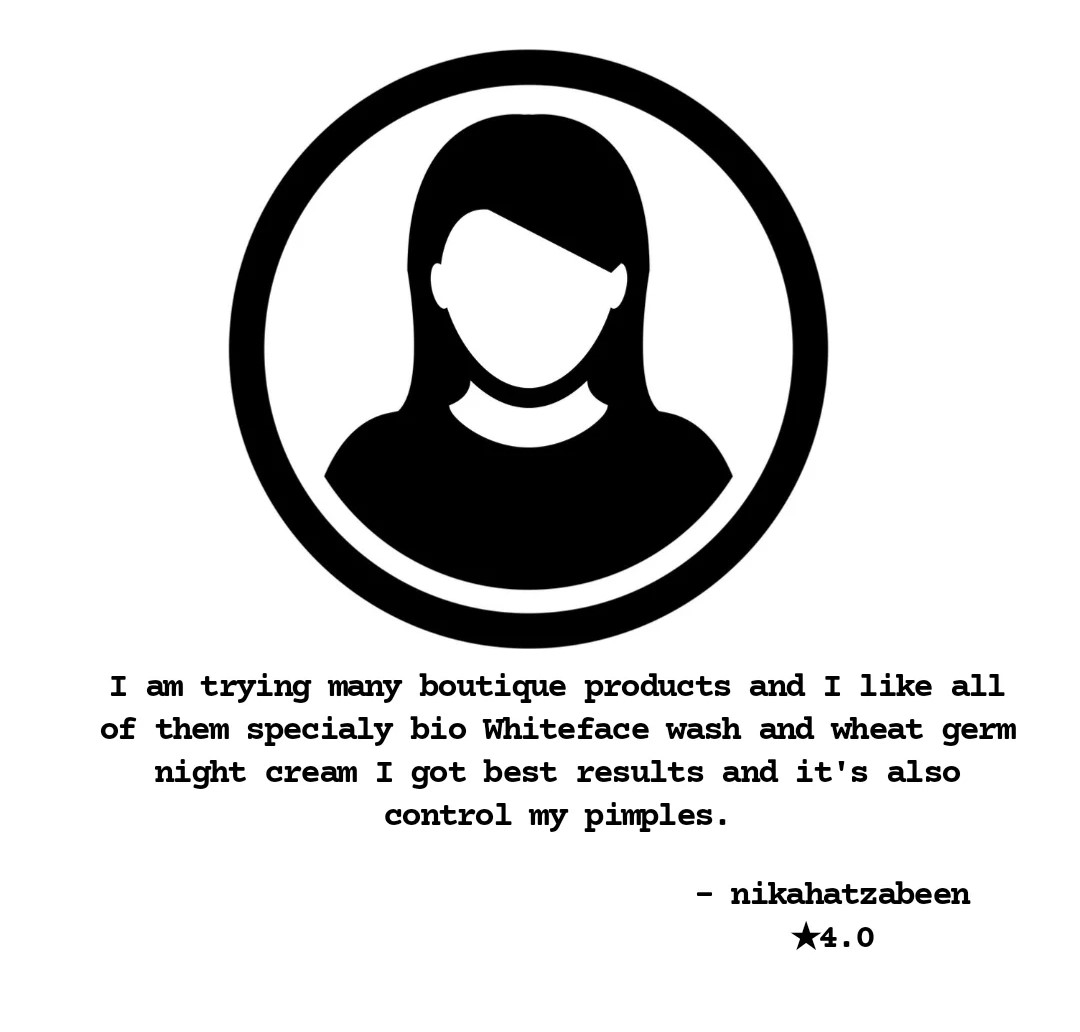 I am trying many boutique products and I like all
of them specialy bio Whiteface wash and wheat germ
night cream I got best results and it's also
control my pimples.
– nikahatzabeen
★4.0